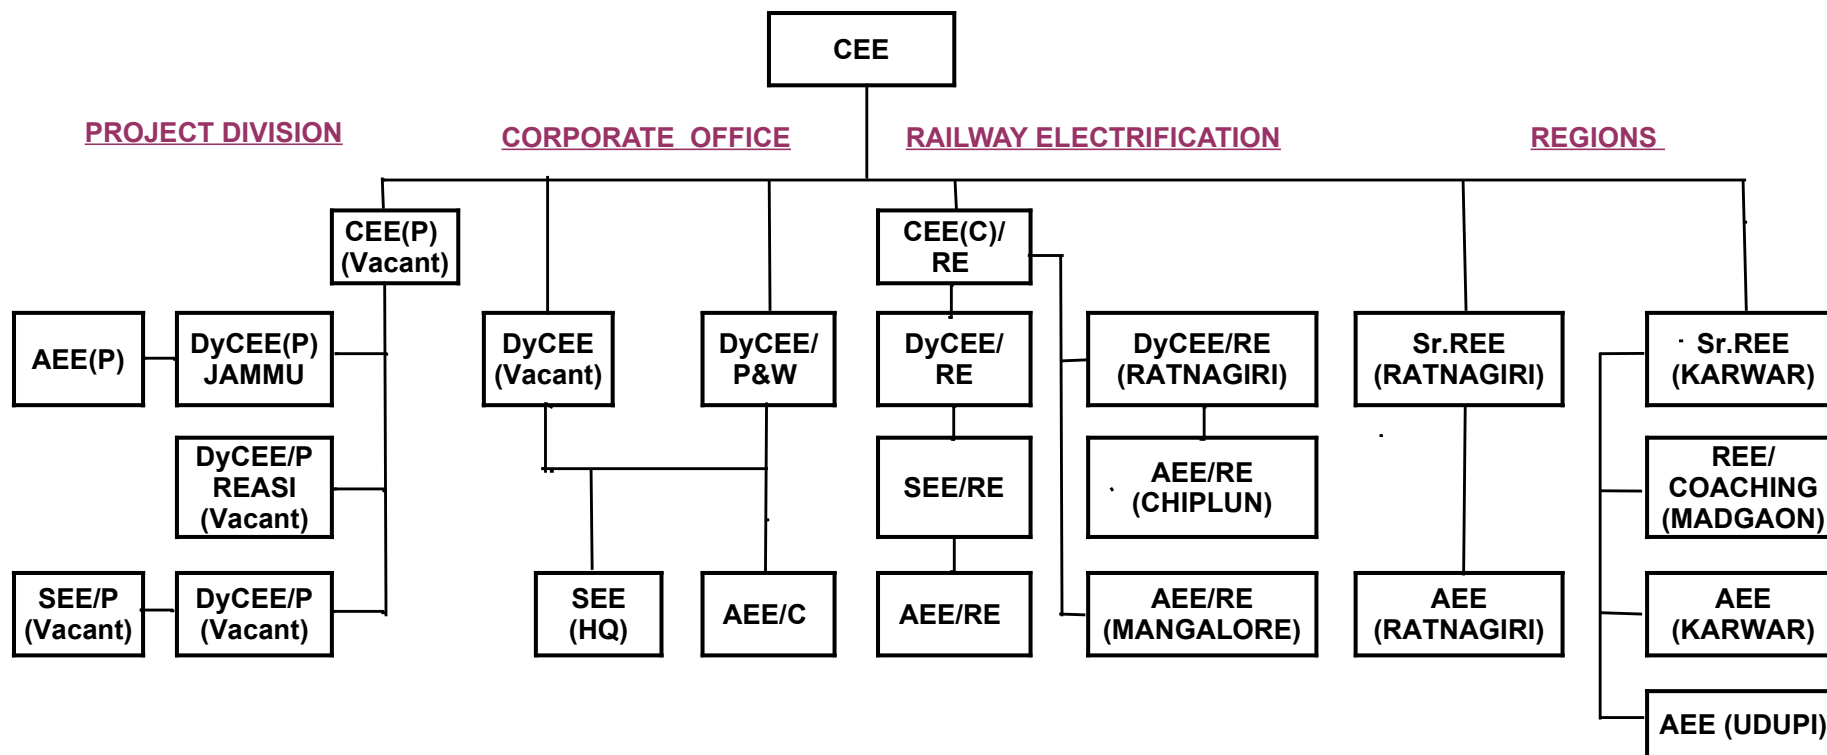 CEE
PROJECT DIVISION
CORPORATE OFFICE
RAILWAY ELECTRIFICATION
REGIONS
CEE(P)
(Vacant)
CEE(C)/
RE
AEE(P)
DyCEE(P)
JAMMU
DyCEE
(Vacant)
DyCEE/
P&W
DyCEE/
RE
DyCEE/RE
(RATNAGIRI)
Sr.REE
(RATNAGIRI)
Sr.REE
(KARWAR)
DyCEE/P
REASI
(Vacant)
SEE/RE
AEE/RE
(CHIPLUN)
REE/
COACHING
(MADGAON)
SEE/P
(Vacant)
DyCEE/P
(Vacant)
SEE
(HQ)
AEE/C
AEE/RE
AEE/RE
(MANGALORE)
AEE
(RATNAGIRI)
AEE
(KARWAR)
AEE (UDUPI)